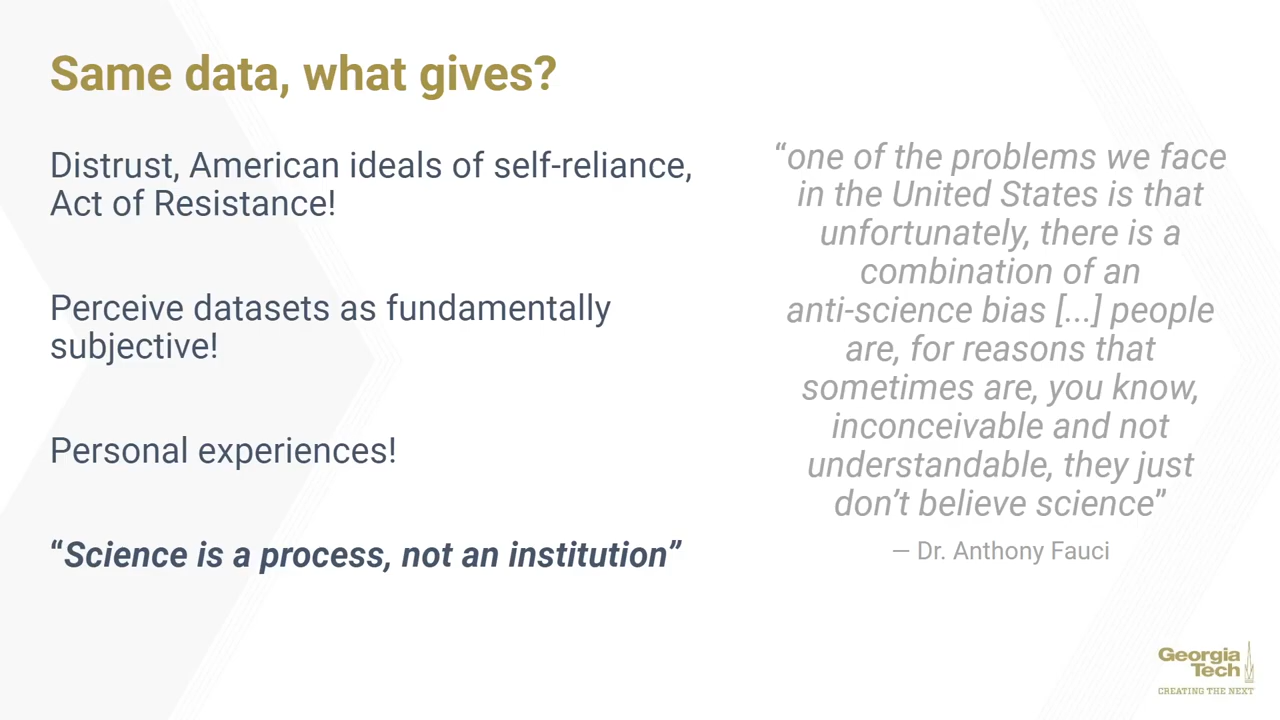 Same data, what gives?
Distrust, American ideals of self-reliance,
Act of Resistance!
Perceive datasets as fundamentally
subjective!
Personal experiences!
“Science is a process, not an institution”
“one of the problems we face
in the United States is that
unfortunately, there is a
combination of an
anti-science bias [...] people
are, for reasons that
sometimes are, you know,
inconceivable and not
understandable, they just
don’t believe science”
— Dr. Anthony Fauci
Georgia
Tech
CREATING THE NEXT